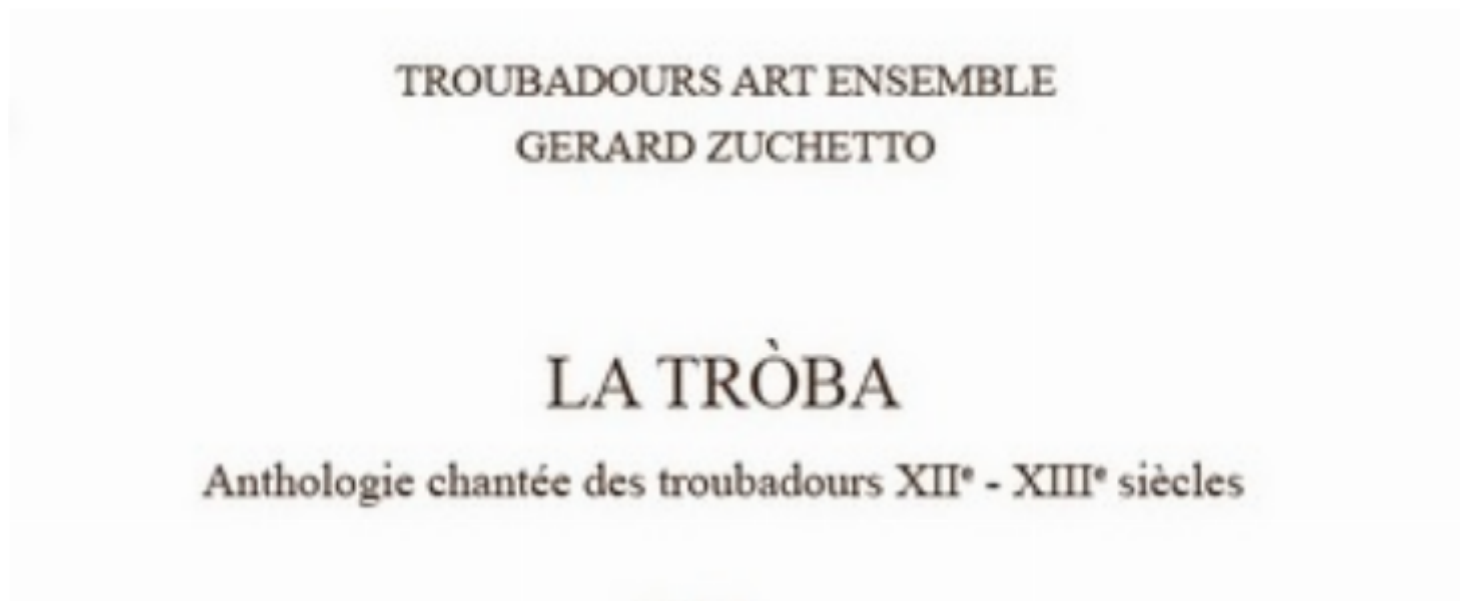 TROUBADOURS ART ENSEMBLE
GERARD ZUCHETTO
LA TRÒBA
Anthologie chantée des troubadours XIIᵉ - XIIIᵉ siècles